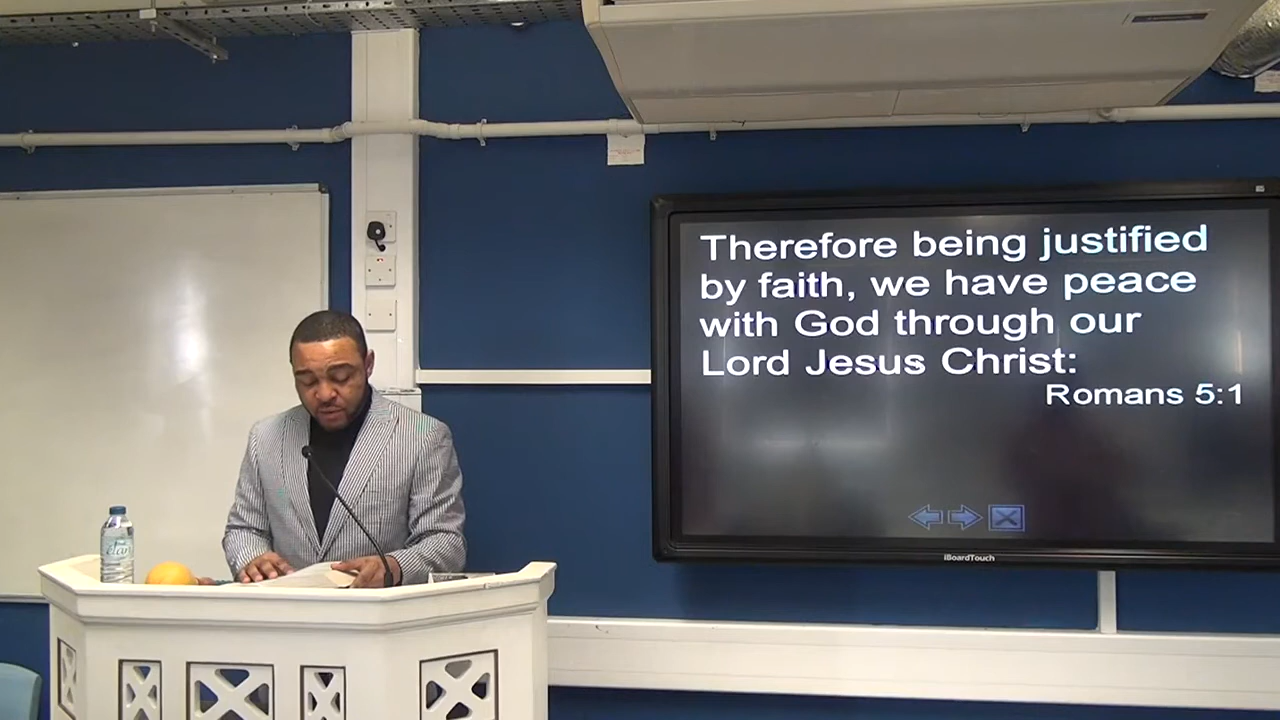 Therefore being justified
by faith, we have peace
with God through our
Lord Jesus Christ:
Romans 5:1
iBoardTouch